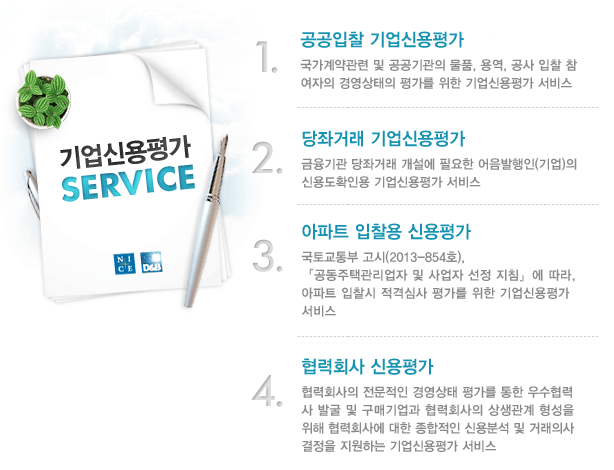 기업신용평가
SERVICE
NICE D&B
1. 공공입찰 기업신용평가
국가계약관련 및 공공기관의 물품, 용역, 공사 입찰 참
여자의 경영상태의 평가를 위한 기업신용평가 서비스
2. 당좌거래 기업신용평가
금융기관 당좌거래 개설에 필요한 어음발행인(기업)의
신용도확인용 기업신용평가 서비스
3. 아파트 입찰용 신용평가
국토교통부 고시(2013-854호),
「공동주택관리업자 및 사업자 선정 지침」에 따라,
아파트 입찰시 적격심사 평가를 위한 기업신용평가
서비스
4. 협력회사 신용평가
협력회사의 전문적인 경영상태 평가를 통한 우수협력
사 발굴 및 구매기업과 협력회사의 상생관계 형성을
위해 협력회사에 대한 종합적인 신용분석 및 거래의사
결정을 지원하는 기업신용평가 서비스